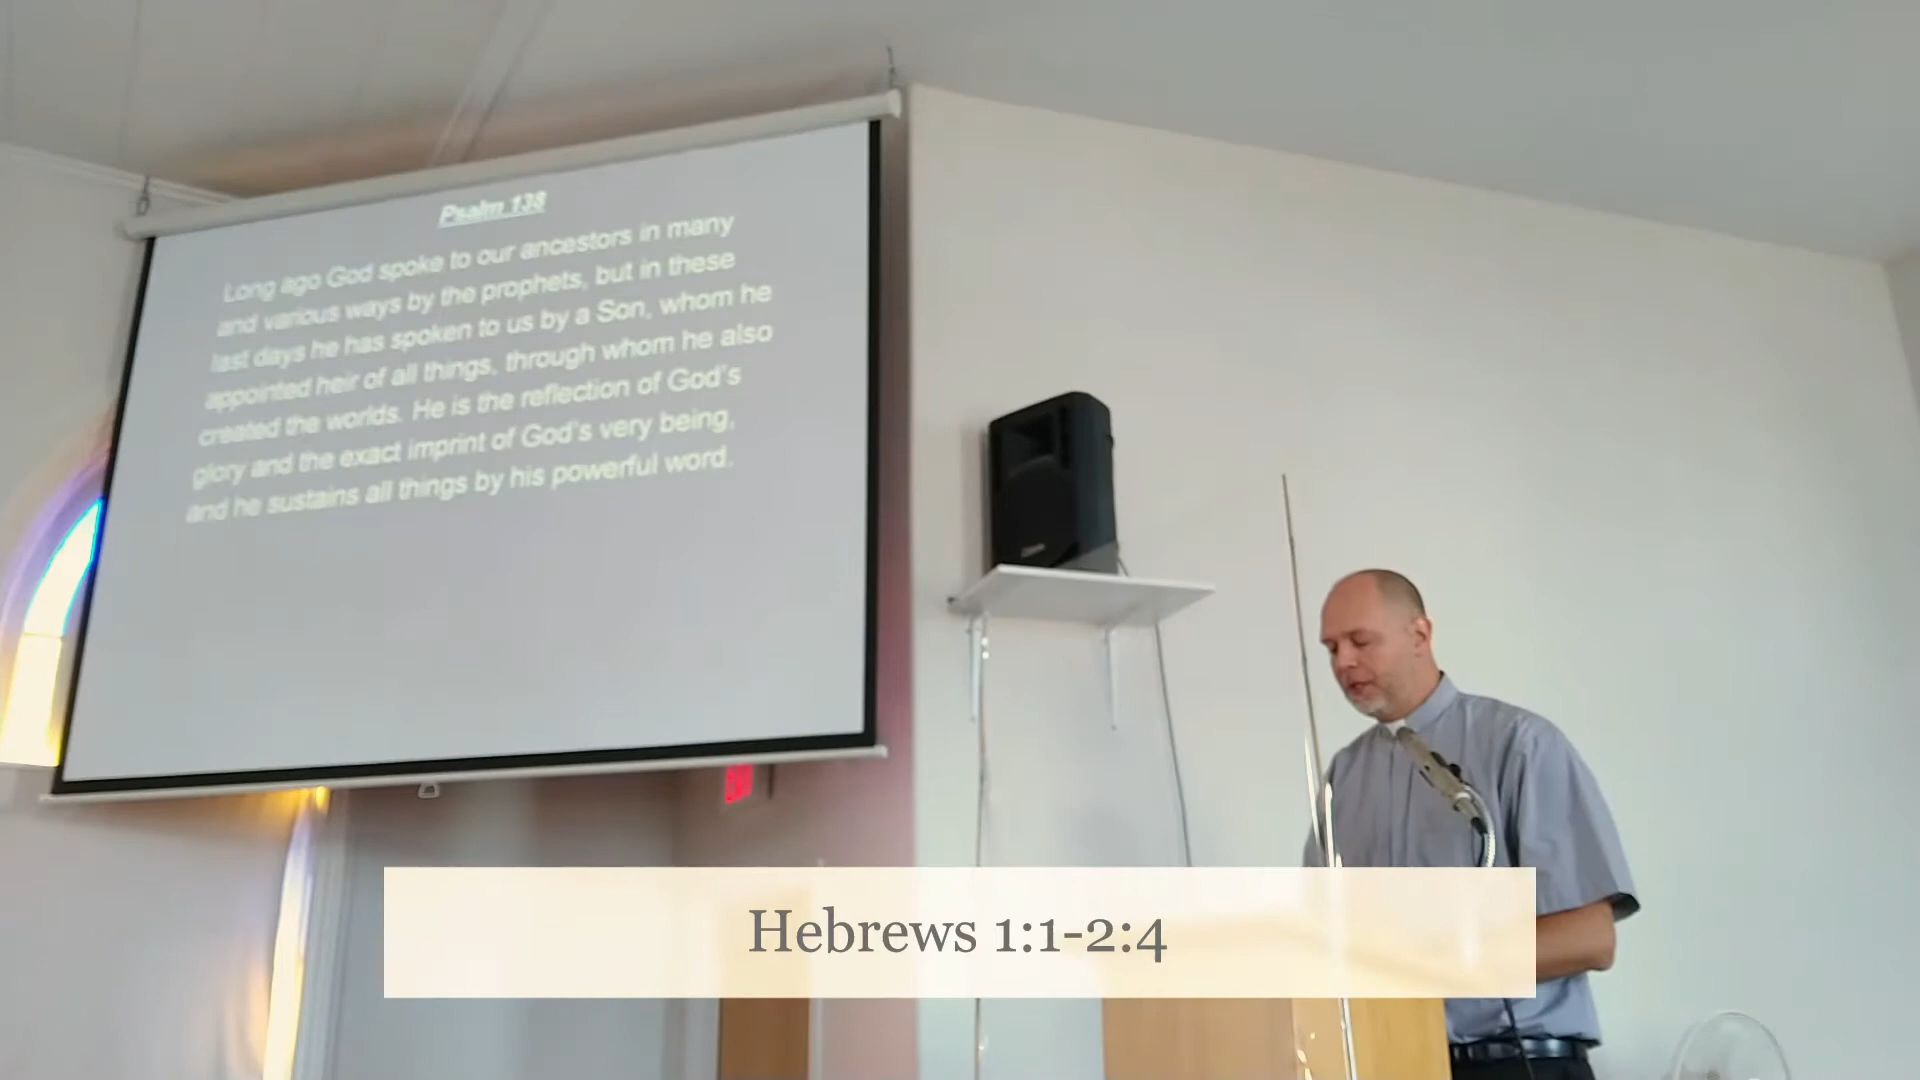 Psalm 138
Long ago God spoke to our ancestors in many
and various ways by the prophets, but in these
last days he has spoken to us by a Son, whom he
appointed heir of all things, through whom he also
created the worlds. He is the reflection of God's
glory and the exact imprint of God's very being,
and he sustains all things by his powerful word.
Hebrews 1:1-2:4